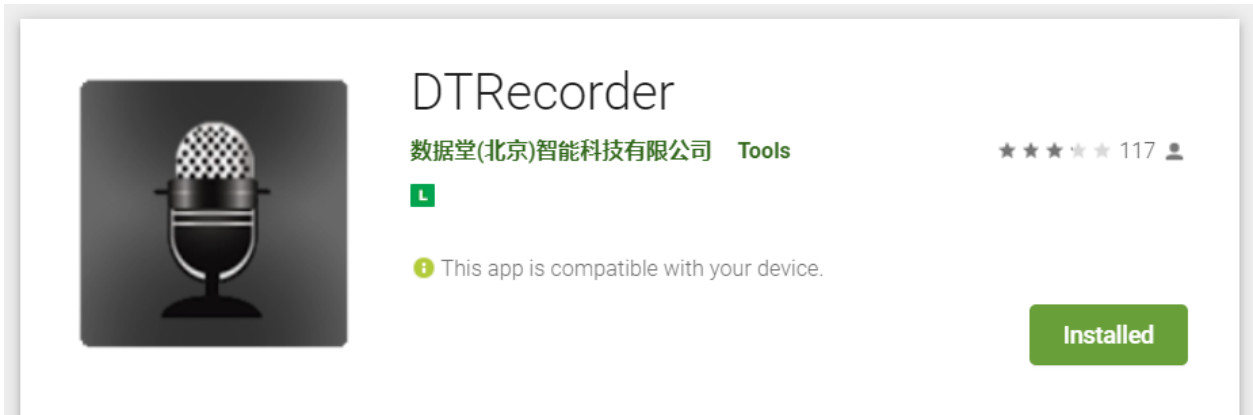 DTRecorder
数据堂(北京)智能科技有限公司 Tools 117
L
This app is compatible with your device.
Installed